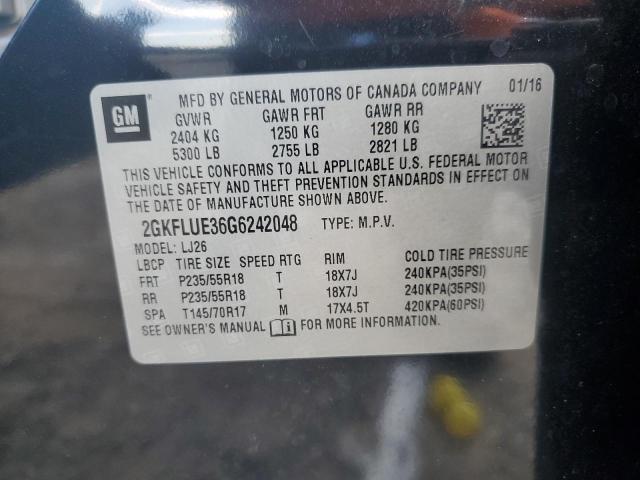 GM
MFD BY GENERAL MOTORS OF CANADA COMPANY 01/16
GVWR GAWR FRT GAWR RR
2404 KG 1250 KG 1280 KG
5300 LB 2755 LB 2821 LB
THIS VEHICLE CONFORMS TO ALL APPLICABLE U.S. FEDERAL MOTOR
VEHICLE SAFETY AND THEFT PREVENTION STANDARDS IN EFFECT ON
THE DATE OF MANUFACTURE SHOWN ABOVE.
2GKFLUE36G6242048 TYPE: M.P.V.
MODEL: LJ26
LBCP TIRE SIZE SPEED RTG RIM COLD TIRE PRESSURE
FRT P235/55R18 T 18X7J 240KPA(35PSI)
RR P235/55R18 T 18X7J 240KPA(35PSI)
SPA T145/70R17 M 17X4.5T 420KPA(60PSI)
SEE OWNER'S MANUAL FOR MORE INFORMATION.